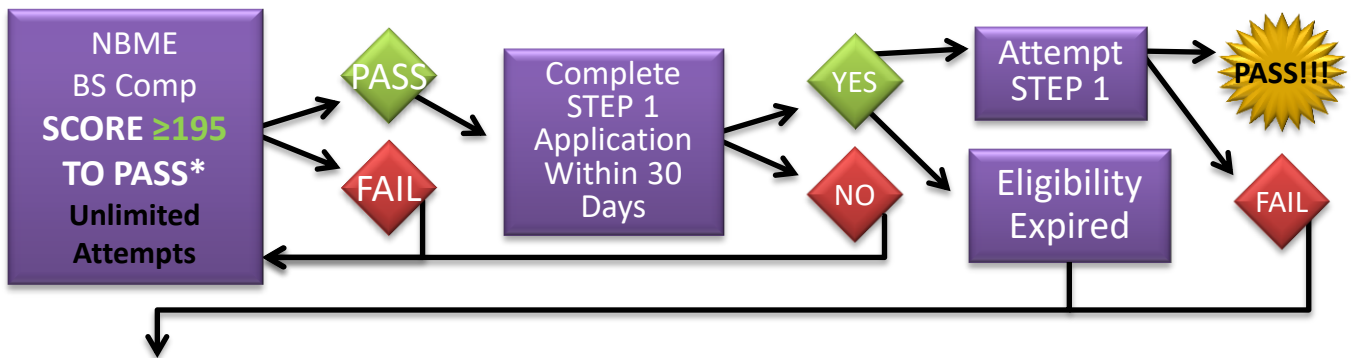 NBME
BS Comp
SCORE ≥195
TO PASS*
Unlimited
Attempts
PASS
FAIL
Complete
STEP 1
Application
Within 30
Days
YES
NO
Attempt
STEP 1
Eligibility
Expired
PASS!!!
FAIL